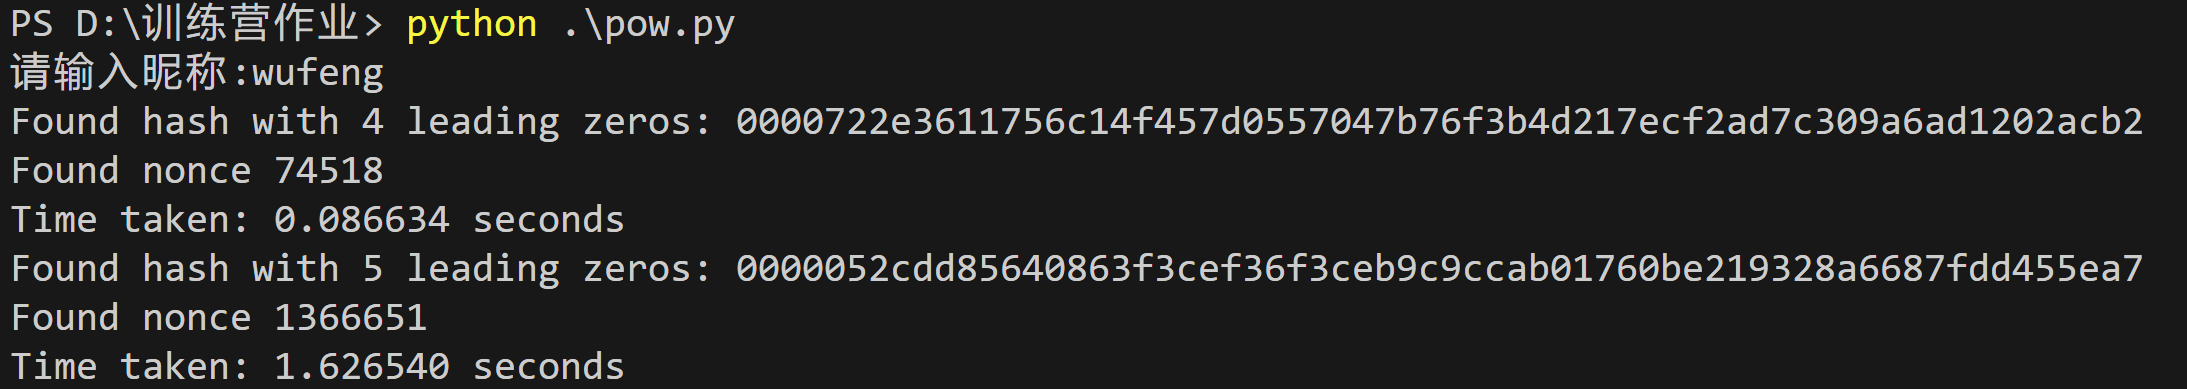 PS D:\训练营作业> python .\pow.py
请输入昵称:wufeng
Found hash with 4 leading zeros: 0000722e3611756c14f457d0557047b76f3b4d217ecf2ad7c309a6ad1202acb2
Found nonce 74518
Time taken: 0.086634 seconds
Found hash with 5 leading zeros: 0000052cdd85640863f3cef36f3ceb9c9ccab01760be219328a6687fdd455ea7
Found nonce 1366651
Time taken: 1.626540 seconds